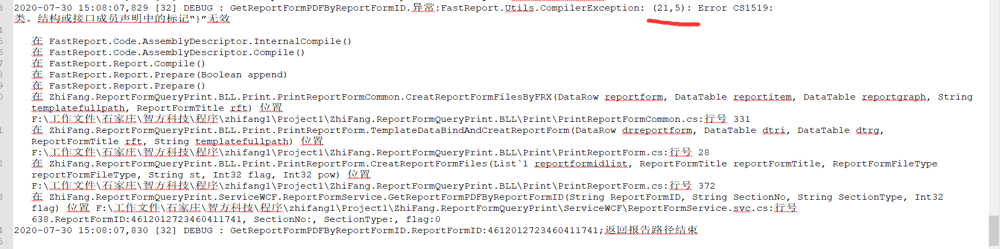 2020-07-30 15:08:07,829 [32] DEBUG : GetReportFormPDFByReportFormID.异常:FastReport.Utils.CompilerException: (21,5): Error CS1519:
类、结构或接口成员声明中的标记“}”无效
在 FastReport.Code.AssemblyDescriptor.InternalCompile()
在 FastReport.Code.AssemblyDescriptor.Compile()
在 FastReport.Report.Compile()
在 FastReport.Report.Prepare(Boolean append)
在 FastReport.Report.Prepare()
在 ZhiFang.ReportFormQueryPrint.BLL.Print.PrintReportFormCommon.CreatReportFormFilesByFRX(DataRow reportform, DataTable reportitem, DataTable reportgraph, String
templatefullpath, ReportFormTitle rft) 位置
F:\工作文件\石家庄\智方科技\程序\zhifang1\Project1\ZhiFang.ReportFormQueryPrint.BLL\Print\PrintReportFormCommon.cs:行号 331
在 ZhiFang.ReportFormQueryPrint.BLL.Print.PrintReportForm.TemplateDataBindAndCreatReportForm(DataRow drreportform, DataTable dtri, DataTable dtrg,
ReportFormTitle rft, String templatefullpath) 位置
F:\工作文件\石家庄\智方科技\程序\zhifang1\Project1\ZhiFang.ReportFormQueryPrint.BLL\Print\PrintReportForm.cs:行号 28
在 ZhiFang.ReportFormQueryPrint.BLL.Print.PrintReportForm.CreatReportFormFiles(List`1 reportformidlist, ReportFormTitle reportFormTitle, ReportFormFileType
reportFormFileType, String st, Int32 flag, Int32 pow) 位置
F:\工作文件\石家庄\智方科技\程序\zhifang1\Project1\ZhiFang.ReportFormQueryPrint.BLL\Print\PrintReportForm.cs:行号 372
在 ZhiFang.ReportFormQueryPrint.ServiceWCF.ReportFormService.GetReportFormPDFByReportFormID(String ReportFormID, String SectionNo, String SectionType, Int32
flag) 位置 F:\工作文件\石家庄\智方科技\程序\zhifang1\Project1\ZhiFang.ReportFormQueryPrint\ServiceWCF\ReportFormService.svc.cs:行号
638.ReportFormID:4612012723460411741, SectionNo:, SectionType:, flag:0
2020-07-30 15:08:07,830 [32] DEBUG : GetReportFormPDFByReportFormID.ReportFormID:4612012723460411741;返回报告路径结束